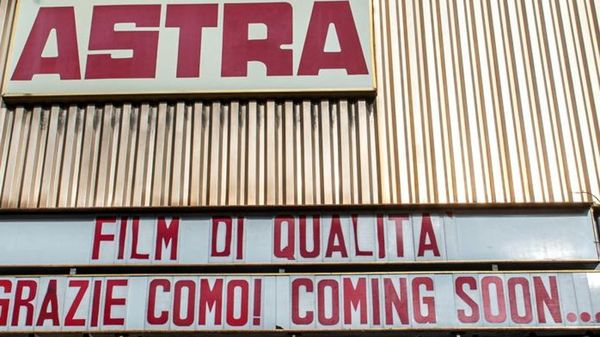 ASTRA
FILM DI QUALITA
GRAZIE COMO! COMING SOON...